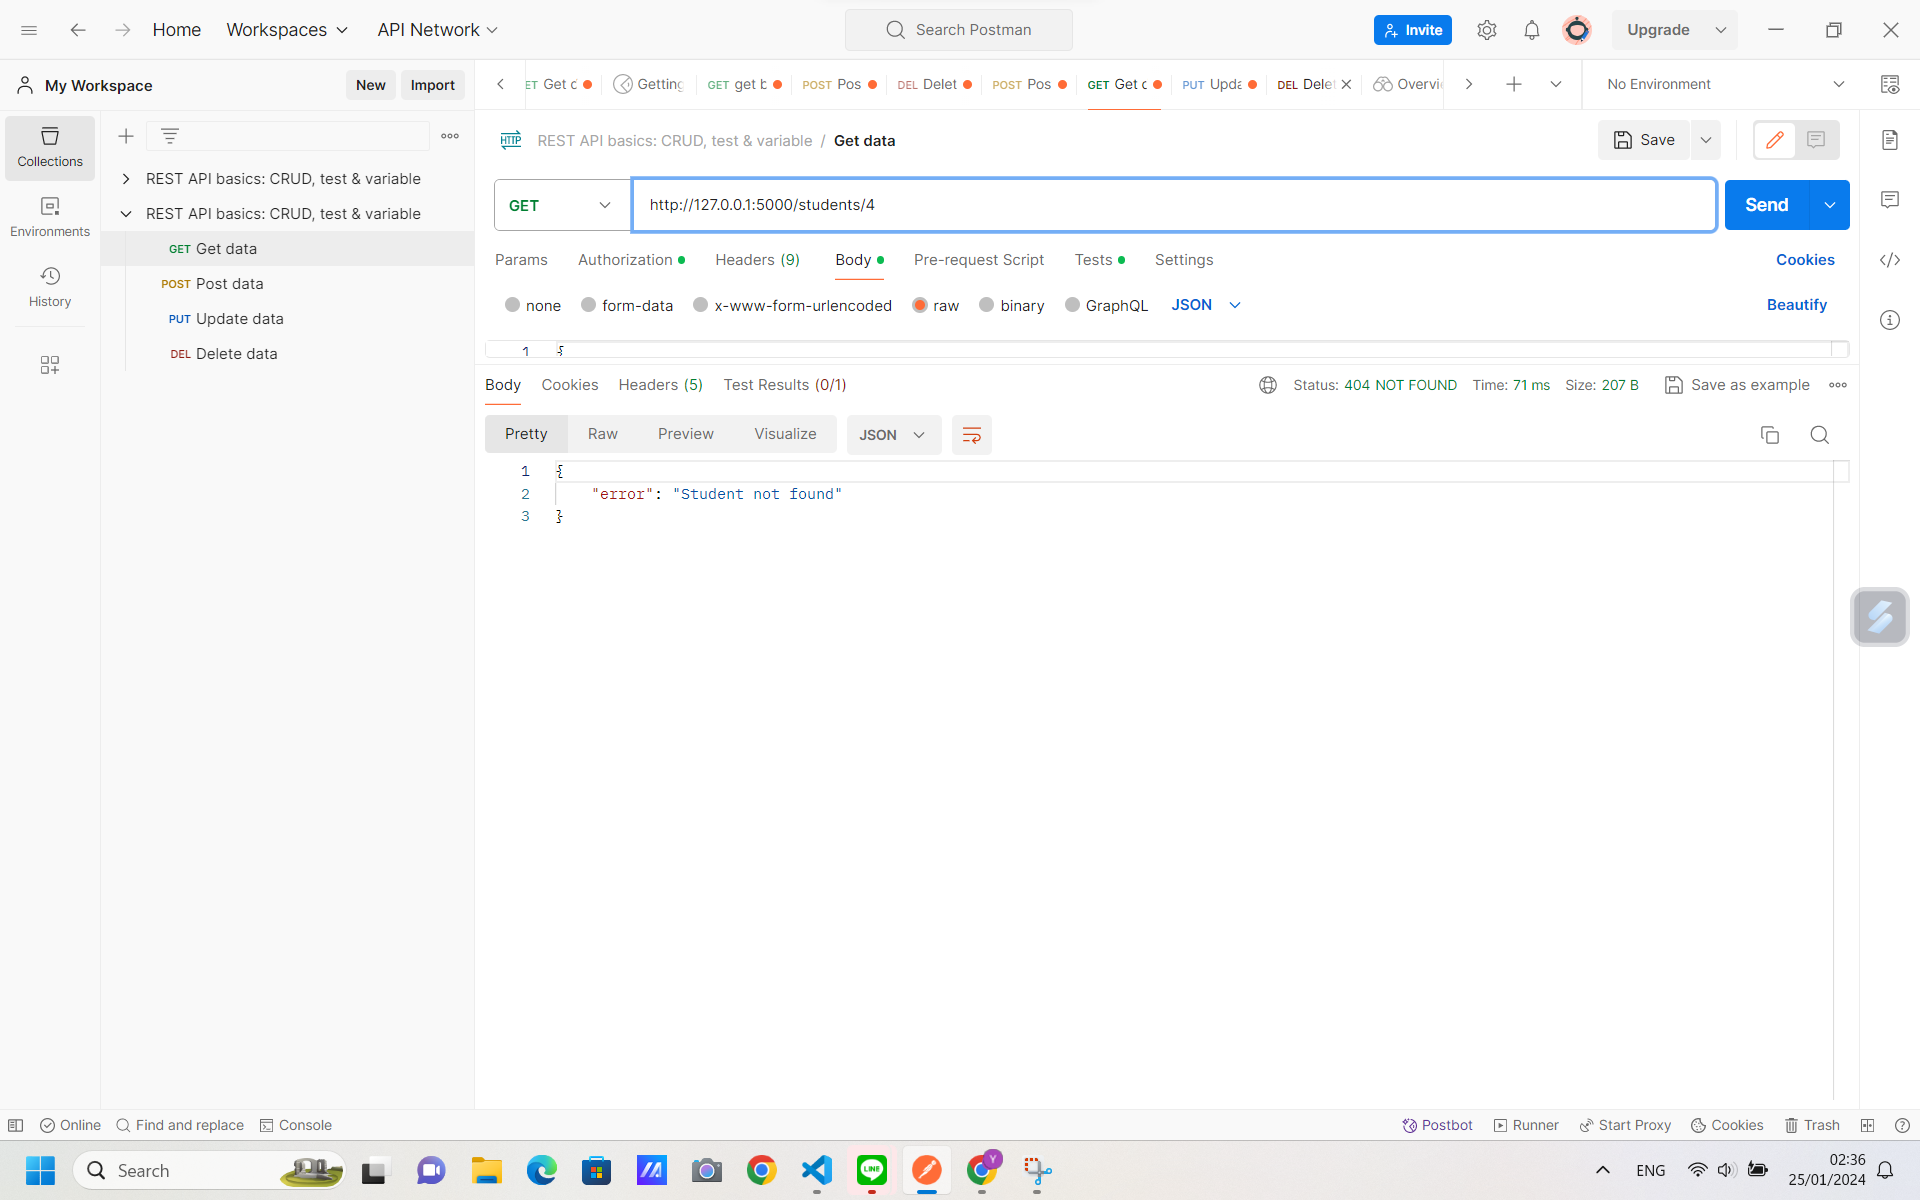 Home
Workspaces
API Network
Search Postman
Invite
Upgrade
My Workspace
New
Import
GET Get
Getting
GET get
POST Pos
DEL Delet
POST Pos
GET Get
PUT Upda
DEL Dele
Overvi
No Environment
Collections
Environments
History
REST API basics: CRUD, test & variable
REST API basics: CRUD, test & variable
GET Get data
POST Post data
PUT Update data
DEL Delete data
HTTP REST API basics: CRUD, test & variable / Get data
Save
GET
http://127.0.0.1:5000/students/4
Send
Params Authorization Headers (9) Body Pre-request Script Tests Settings
Cookies
none form-data x-www-form-urlencoded raw binary GraphQL JSON
Beautify
1 {
Body Cookies Headers (5) Test Results (0/1)
Status: 404 NOT FOUND Time: 71 ms Size: 207 B Save as example
Pretty Raw Preview Visualize JSON
1 {
2 "error": "Student not found"
3 }
Online Find and replace Console
Postbot Runner Start Proxy Cookies Trash
Search
LINE
Y
ENG
02:36
25/01/2024